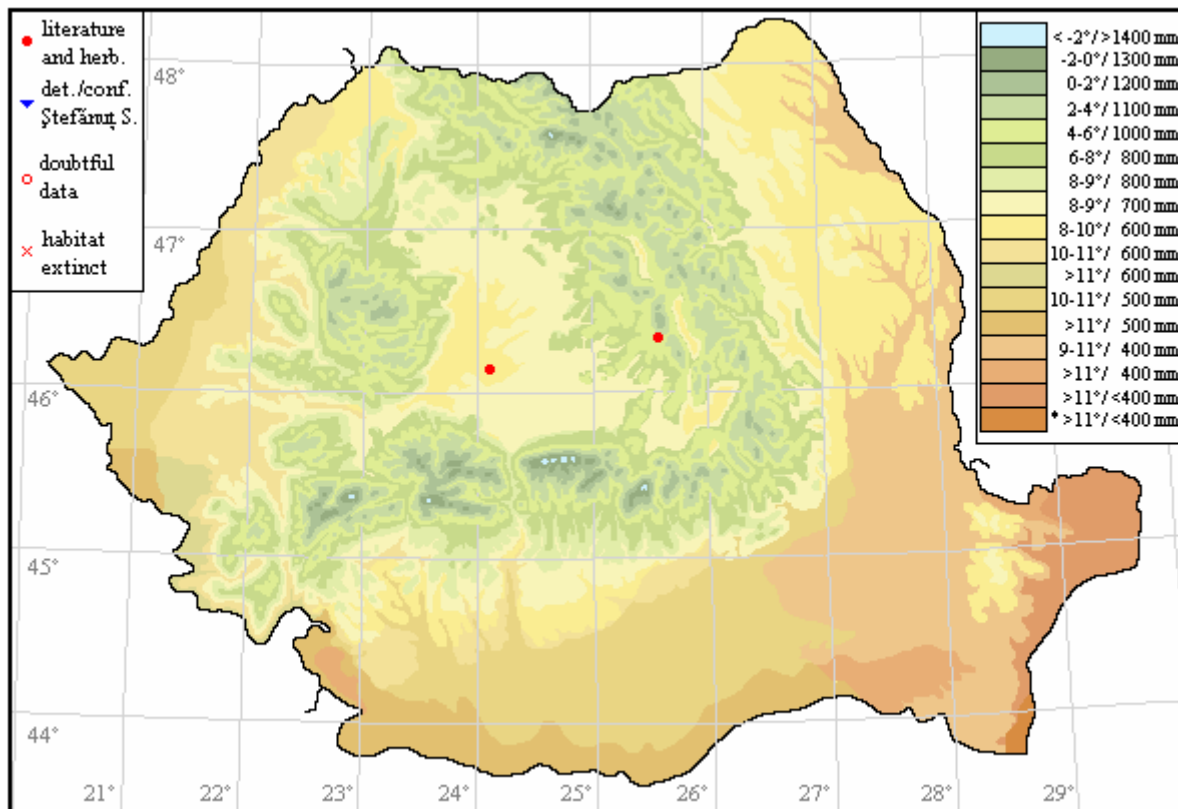 literature
and herb.
det./conf.
Ştefănuţ S.
doubtful
data
habitat
extinct
< -2°/>1400 mm
-2-0°/1300 mm
0-2°/1200 mm
2-4°/1100 mm
4-6°/1000 mm
6-8°/ 800 mm
8-9°/ 800 mm
8-9°/ 700 mm
8-10°/ 600 mm
10-11°/ 600 mm
>11°/ 600 mm
10-11°/ 500 mm
>11°/ 500 mm
9-11°/ 400 mm
>11°/ 400 mm
>11°/<400 mm
* >11°/<400 mm
48°
47°
46°
45°
44°
21°
22°
23°
24°
25°
26°
27°
28°
29°